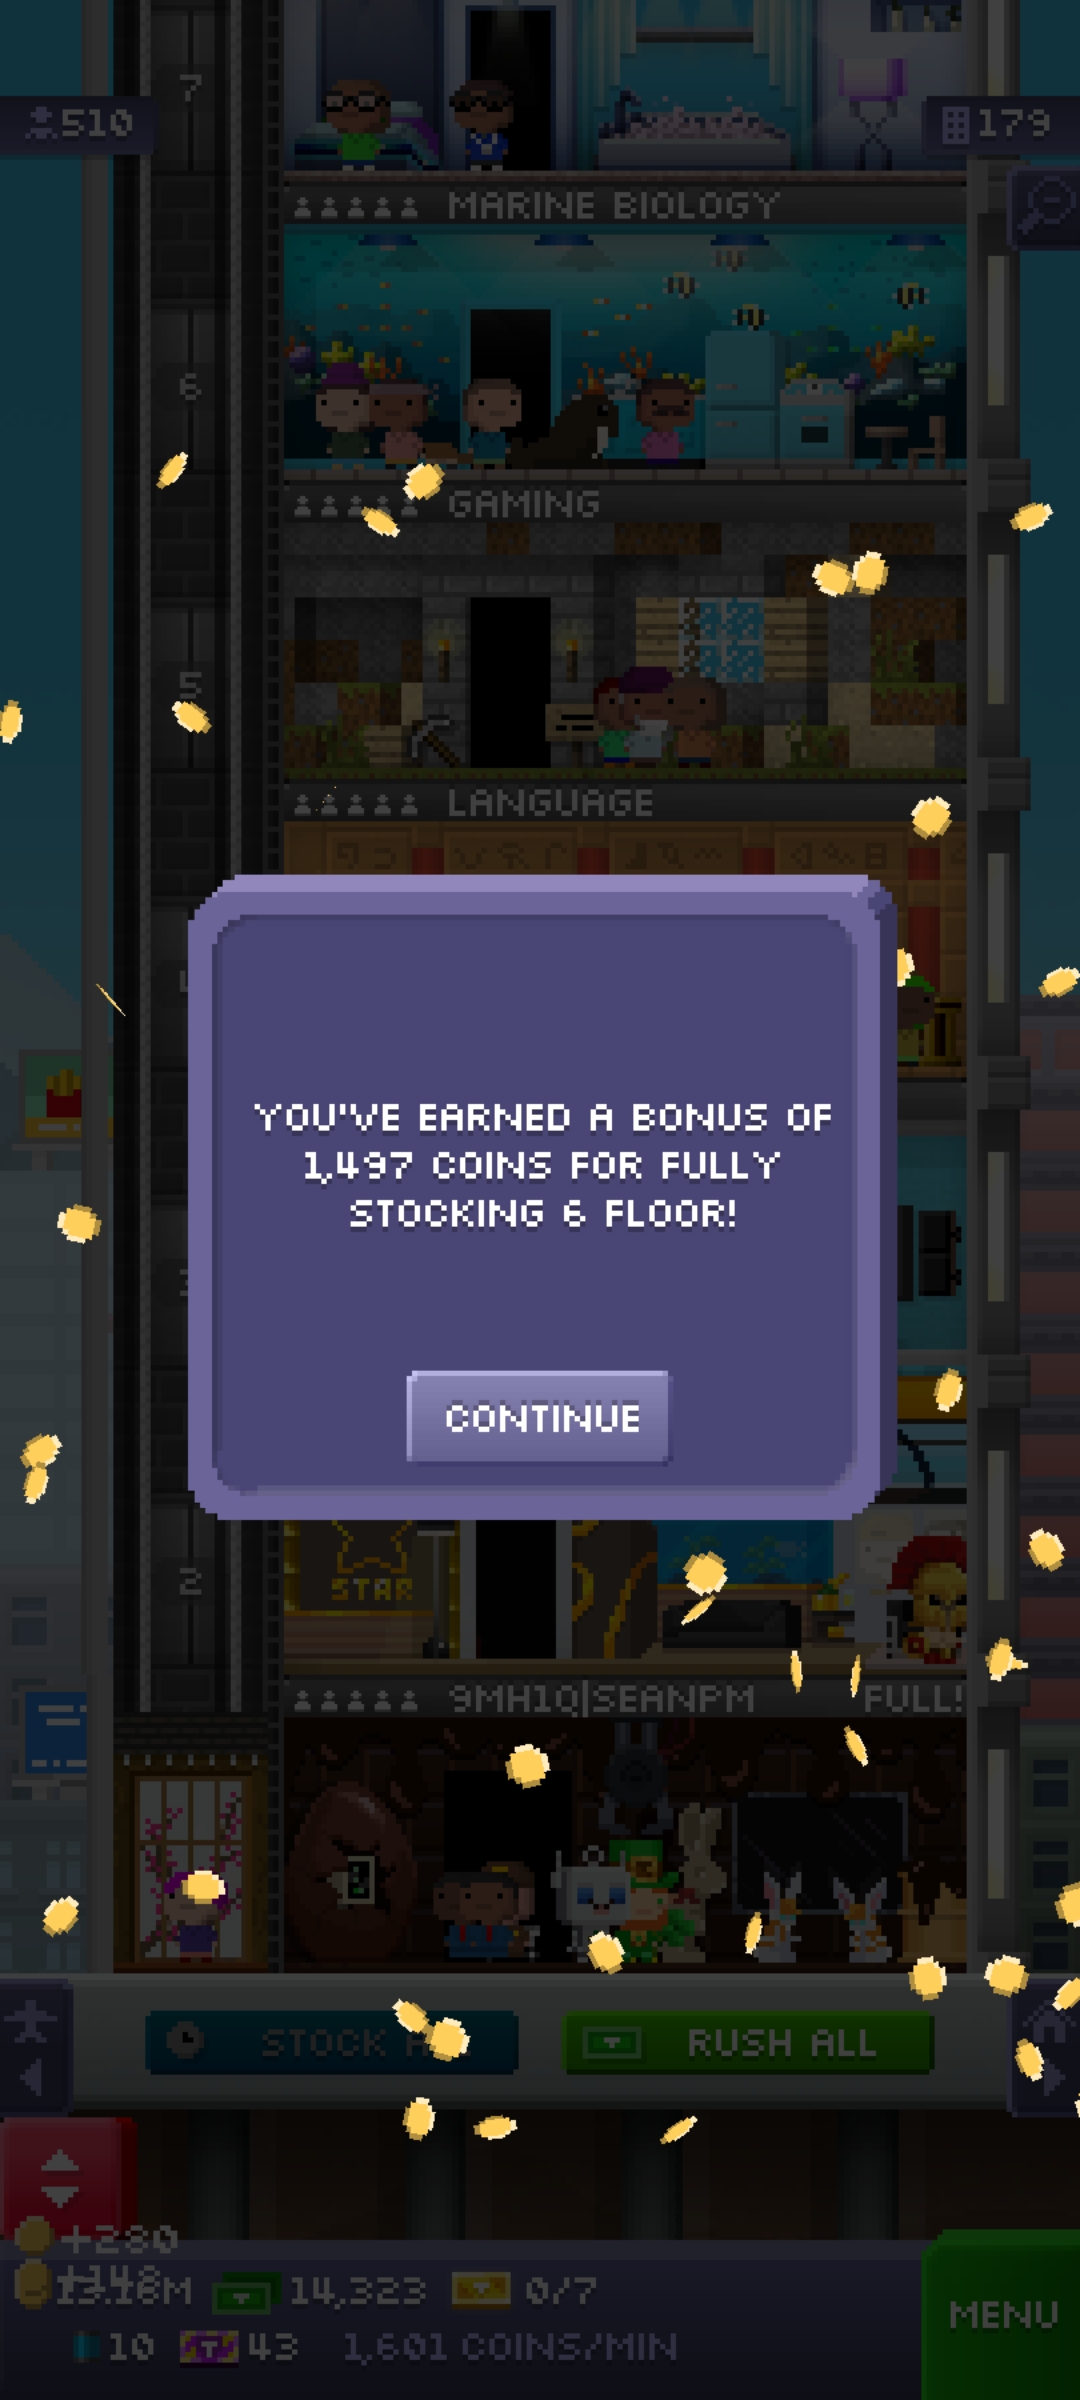 7
510
179
MARINE BIOLOGY
6
GAMING
5
LANGUAGE
YOU'VE EARNED A BONUS OF
1,497 COINS FOR FULLY
STOCKING 6 FLOOR!
CONTINUE
2
STAR
9MH1Q|SEANPM
FULL!
STOCK
RUSH ALL
+280
14,323
0/7
10
43
1,601 COINS/MIN
MENU